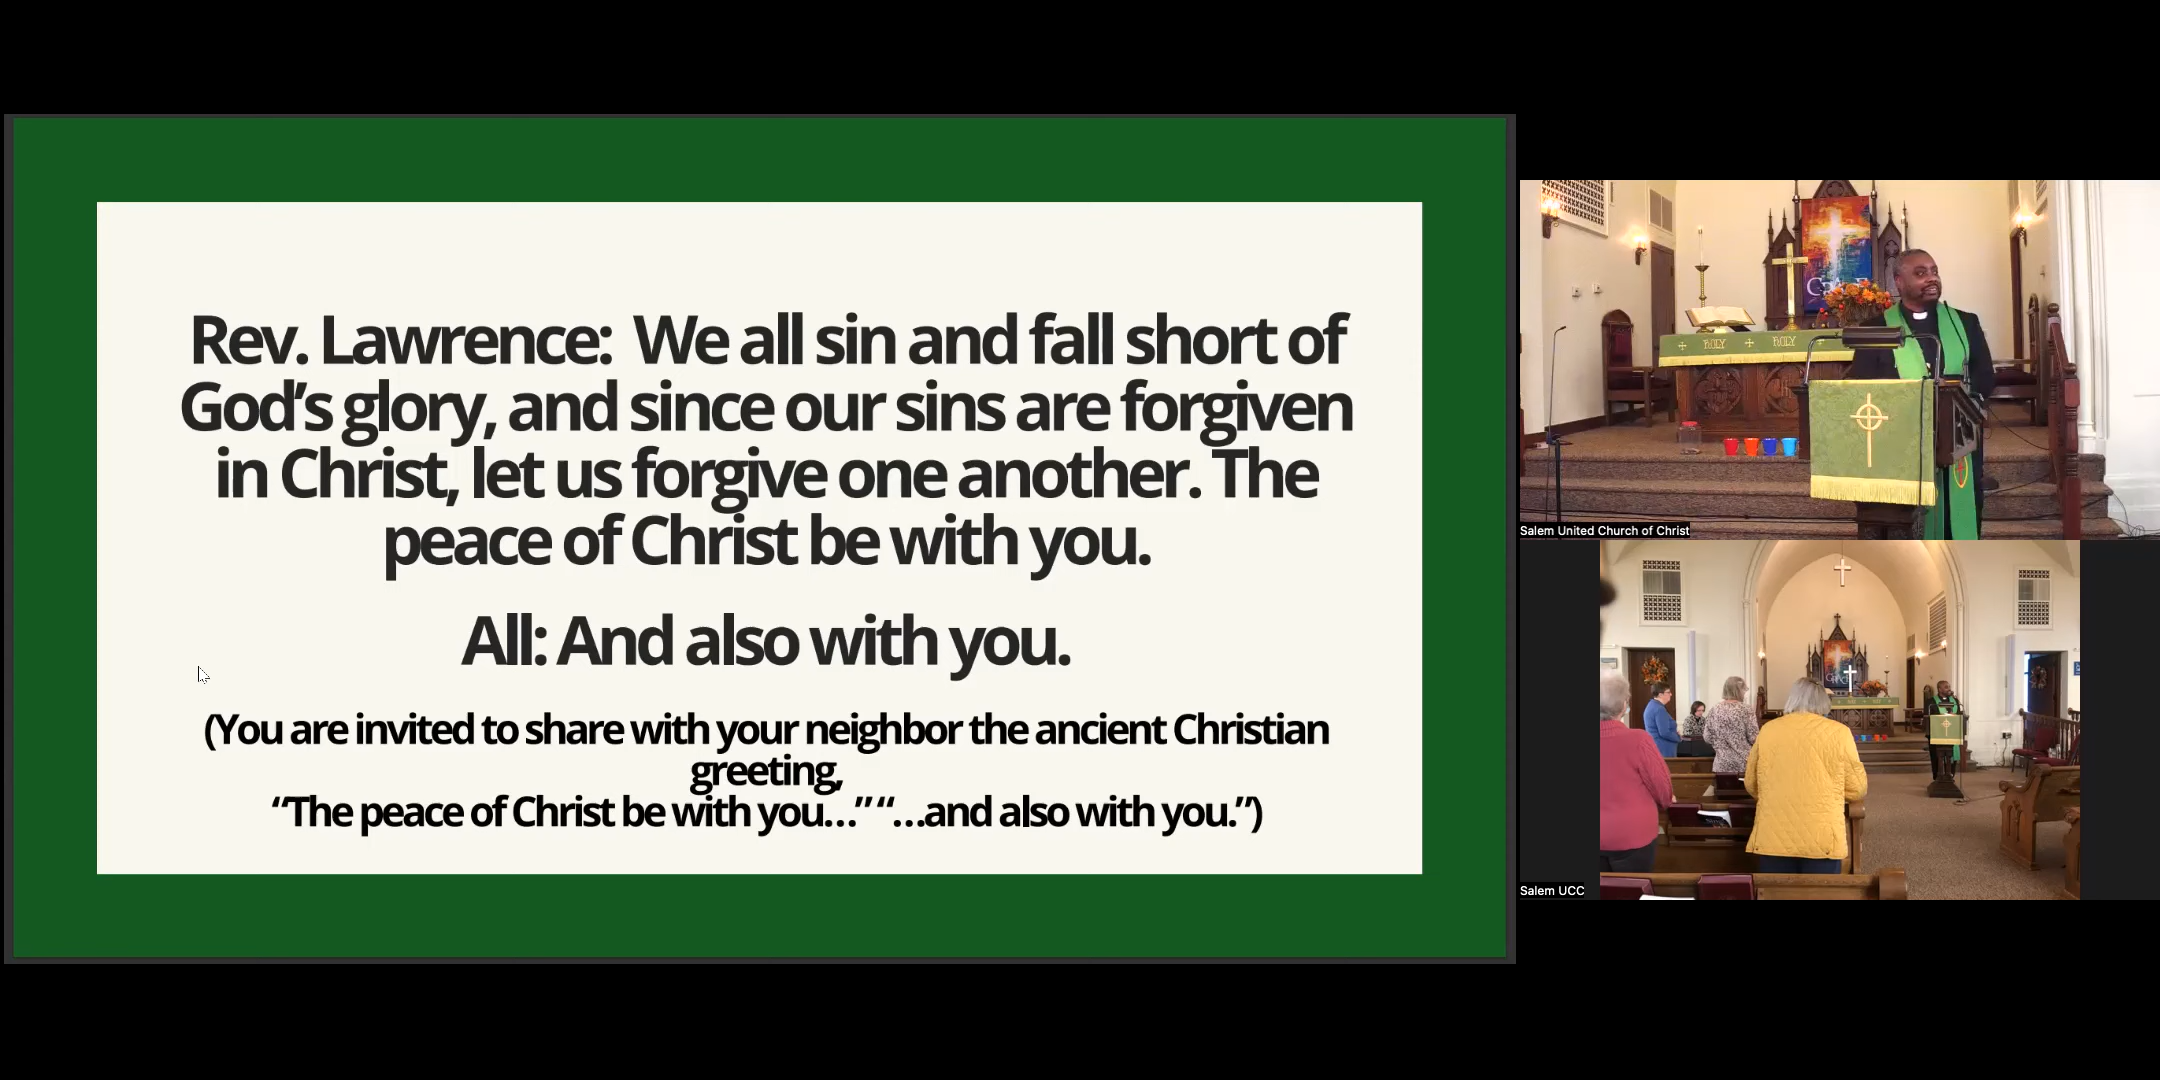 Rev. Lawrence:  We all sin and fall short of
God’s glory, and since our sins are forgiven
in Christ, let us forgive one another. The
peace of Christ be with you.
All: And also with you.
(You are invited to share with your neighbor the ancient Christian
greeting,
“The peace of Christ be with you…” “…and also with you.”)
HOLY HOLY
Salem United Church of Christ
Salem UCC